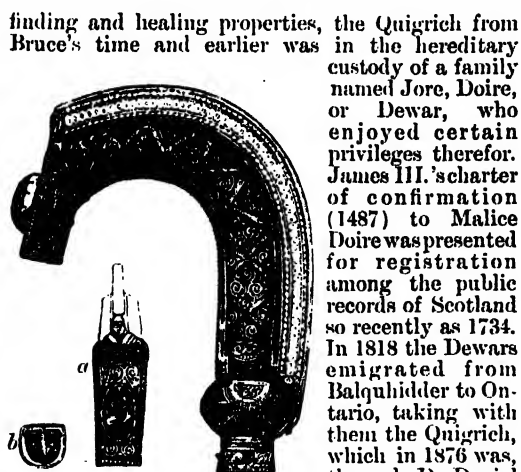 finding and healing properties, the Quigrich from
Bruce's time and earlier was in the hereditary
custody of a family
named Jore, Doire,
or Dewar, who
enjoyed certain
privileges therefor.
James III.'s charter
of confirmation
(1487) to Malice
Doire was presented
for registration
among the public
records of Scotland
so recently as 1734.
In 1818 the Dewars
emigrated from
Balquhidder to On-
tario, taking with
them the Quigrich,
which in 1876 was,
a
b